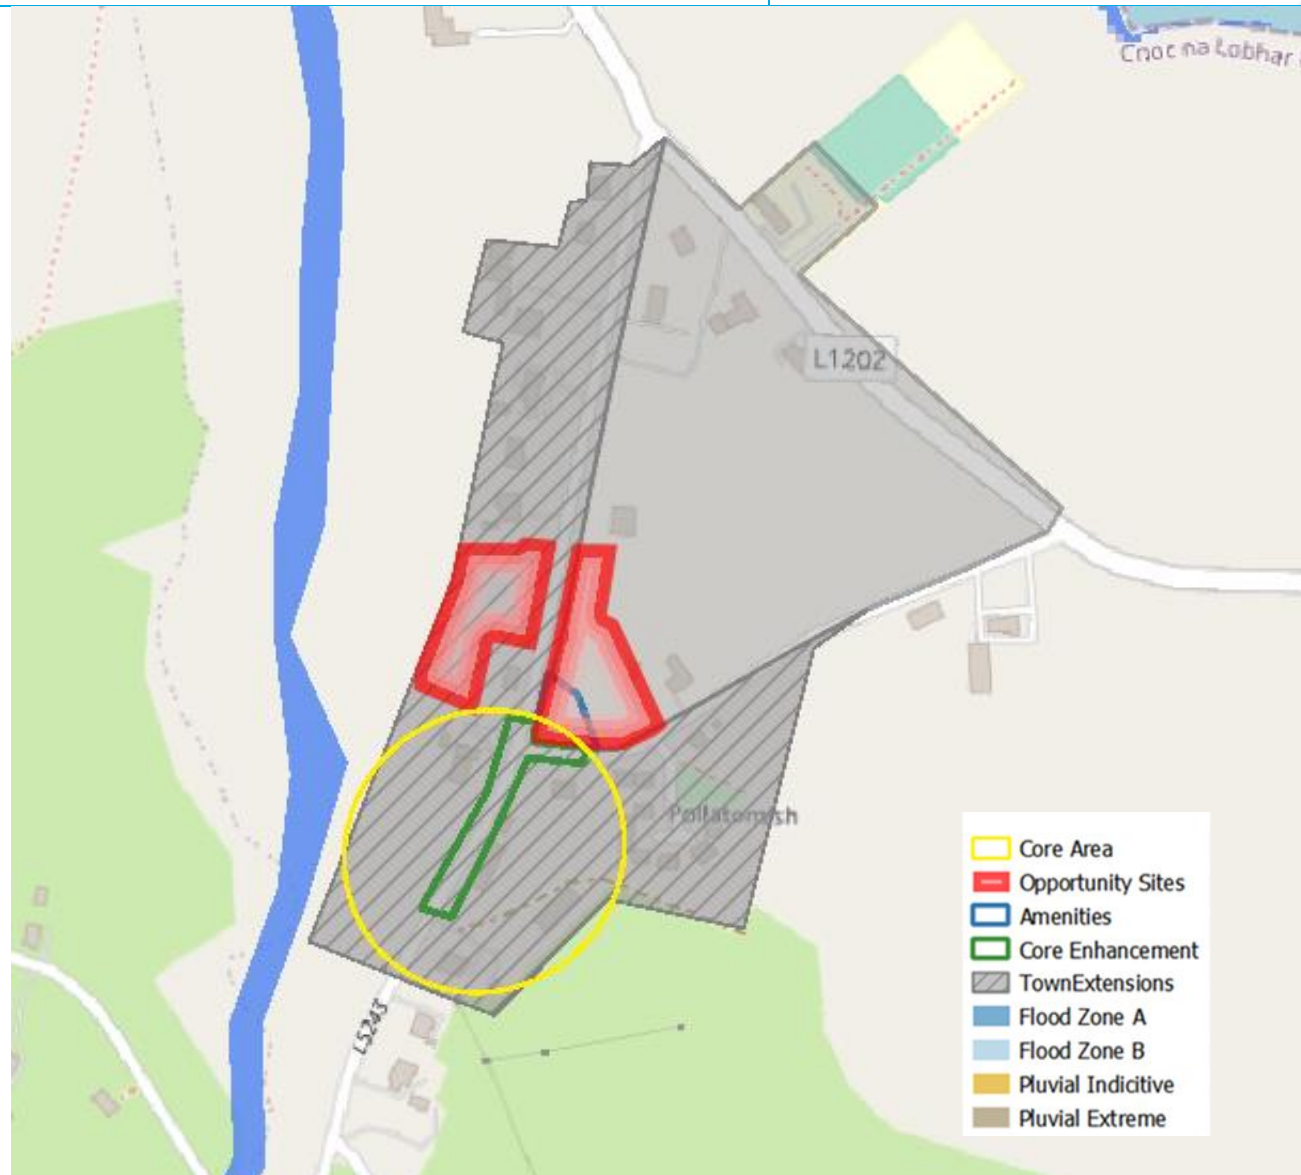 Cnoc na Lobhar
L1202
Pollatomish
L5243
Core Area
Opportunity Sites
Amenities
Core Enhancement
TownExtensions
Flood Zone A
Flood Zone B
Pluvial Indicitive
Pluvial Extreme